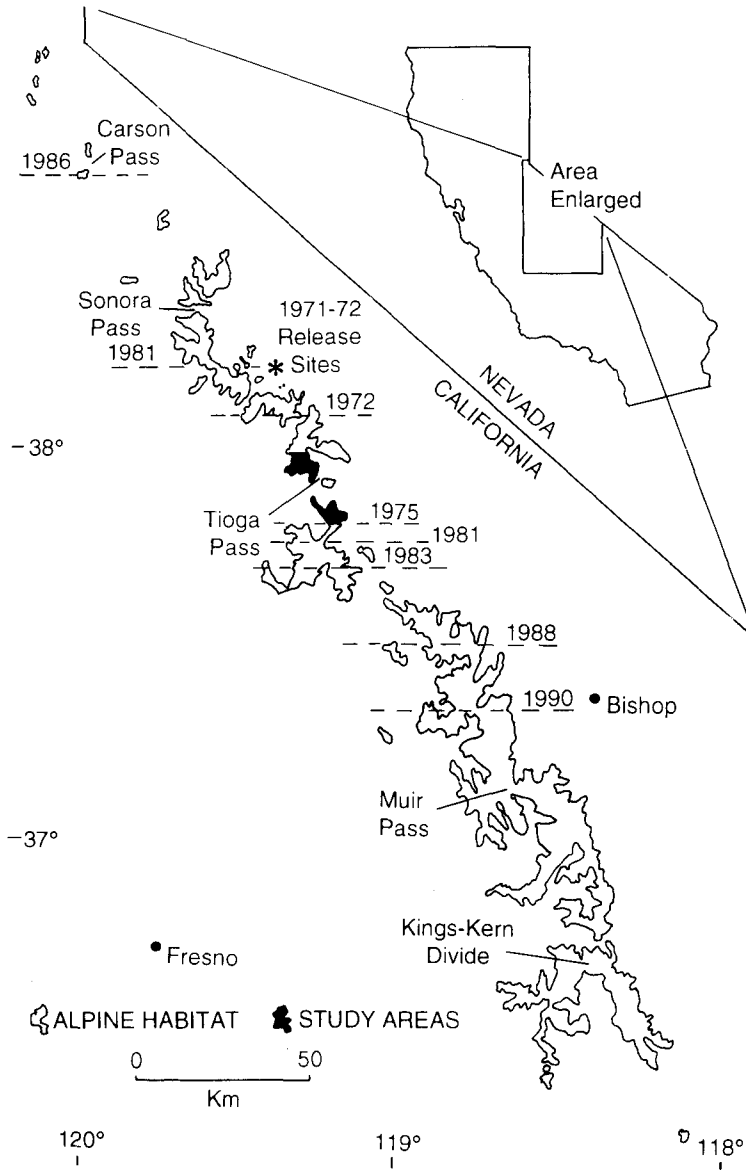 Carson
Pass
1986
Area
Enlarged
Sonora
Pass
1971-72
Release
Sites
1981
NEVADA
CALIFORNIA
1972
–38°
Tioga
Pass
1975
1981
1983
1988
1990
Bishop
Muir
Pass
–37°
Kings-Kern
Divide
Fresno
ALPINE HABITAT
STUDY AREAS
0 50
Km
120° 119° 118°